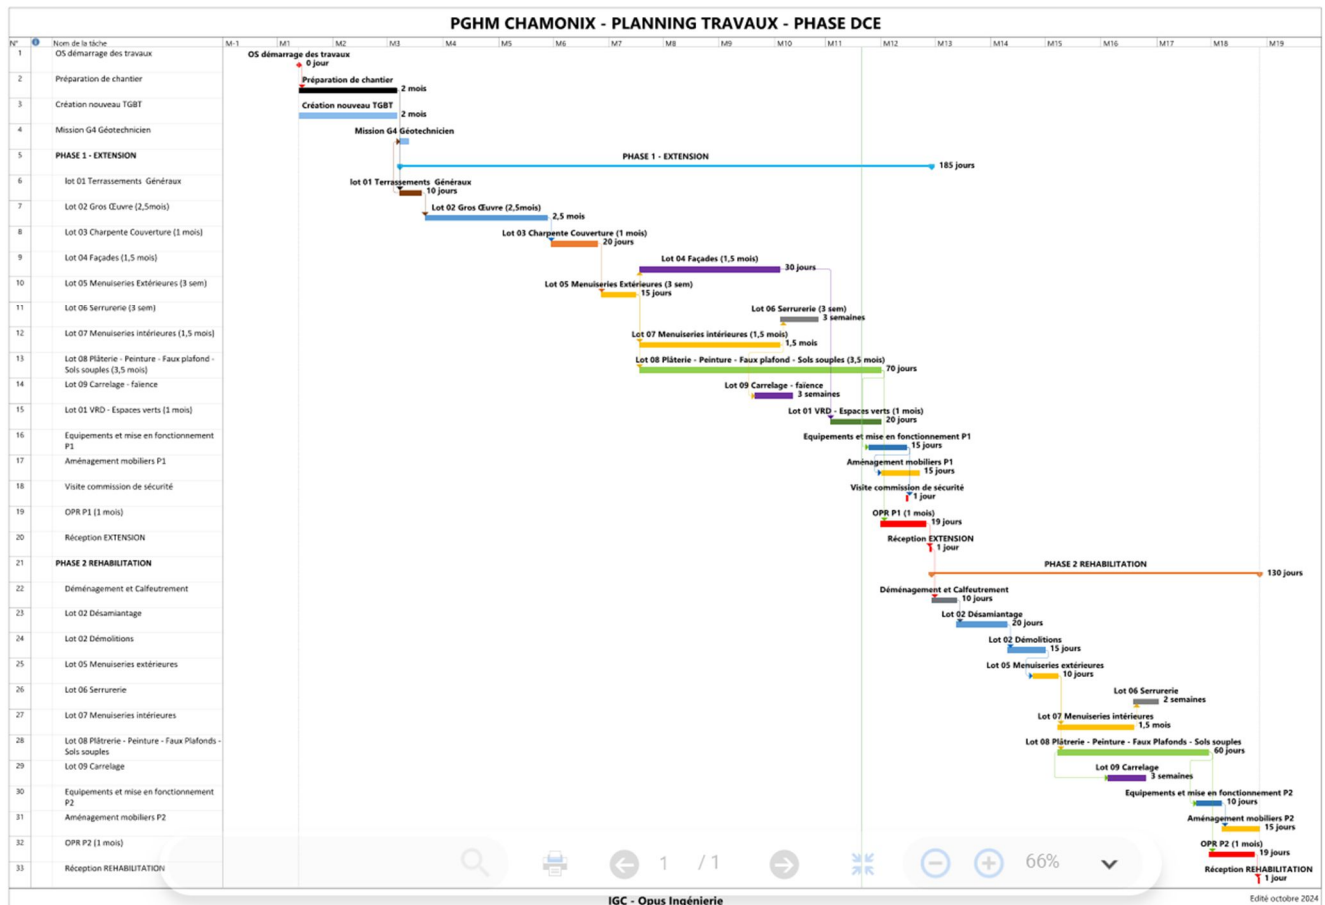 PGHM CHAMONIX - PLANNING TRAVAUX - PHASE DCE
N° Nom de la tâche M-1 M1 M2 M3 M4 M5 M6 M7 M8 M9 M10 M11 M12 M13 M14 M15 M16 M17 M18 M19
1 OS démarrage des travaux OS démarrage des travaux
0 jour
2 Préparation de chantier Préparation de chantier
2 mois
3 Création nouveau TGBT Création nouveau TGBT
2 mois
4 Mission G4 Géotechnicien Mission G4 Géotechnicien
5 PHASE 1 - EXTENSION PHASE 1 - EXTENSION
185 jours
6 lot 01 Terrassements Généraux lot 01 Terrassements Généraux
10 jours
7 Lot 02 Gros Œuvre (2,5mois) Lot 02 Gros Œuvre (2,5mois)
2,5 mois
8 Lot 03 Charpente Couverture (1 mois) Lot 03 Charpente Couverture (1 mois)
20 jours
9 Lot 04 Façades (1,5 mois) Lot 04 Façades (1,5 mois)
30 jours
10 Lot 05 Menuiseries Extérieures (3 sem) Lot 05 Menuiseries Extérieures (3 sem)
15 jours
11 Lot 06 Serrurerie (3 sem) Lot 06 Serrurerie (3 sem)
3 semaines
12 Lot 07 Menuiseries intérieures (1,5 mois) Lot 07 Menuiseries intérieures (1,5 mois)
1,5 mois
13 Lot 08 Plâterie - Peinture - Faux plafond - Lot 08 Plâterie - Peinture - Faux plafond - Sols souples (3,5 mois)
Sols souples (3,5 mois) 70 jours
14 Lot 09 Carrelage - faïence Lot 09 Carrelage - faïence
3 semaines
15 Lot 01 VRD - Espaces verts (1 mois) Lot 01 VRD - Espaces verts (1 mois)
20 jours
16 Equipements et mise en fonctionnement Equipements et mise en fonctionnement P1
P1 15 jours
17 Aménagement mobiliers P1 Aménagement mobiliers P1
15 jours
18 Visite commission de sécurité Visite commission de sécurité
1 jour
19 OPR P1 (1 mois) OPR P1 (1 mois)
19 jours
20 Réception EXTENSION Réception EXTENSION
1 jour
21 PHASE 2 REHABILITATION PHASE 2 REHABILITATION
130 jours
22 Déménagement et Calfeutrement Déménagement et Calfeutrement
10 jours
23 Lot 02 Désamiantage Lot 02 Désamiantage
20 jours
24 Lot 02 Démolitions Lot 02 Démolitions
15 jours
25 Lot 05 Menuiseries extérieures Lot 05 Menuiseries extérieures
10 jours
26 Lot 06 Serrurerie Lot 06 Serrurerie
2 semaines
27 Lot 07 Menuiseries intérieures Lot 07 Menuiseries intérieures
1,5 mois
28 Lot 08 Plâtrerie - Peinture - Faux Plafonds - Lot 08 Plâtrerie - Peinture - Faux Plafonds - Sols souples
Sols souples 60 jours
29 Lot 09 Carrelage Lot 09 Carrelage
3 semaines
30 Equipements et mise en fonctionnement Equipements et mise en fonctionnement P2
P2 10 jours
31 Aménagement mobiliers P2 Aménagement mobiliers P2
15 jours
32 OPR P2 (1 mois) OPR P2 (1 mois)
19 jours
33 Réception REHABILITATION Réception REHABILITATION
1 jour
1 / 1 66%
IGC - Opus Ingénierie
Edité octobre 2024